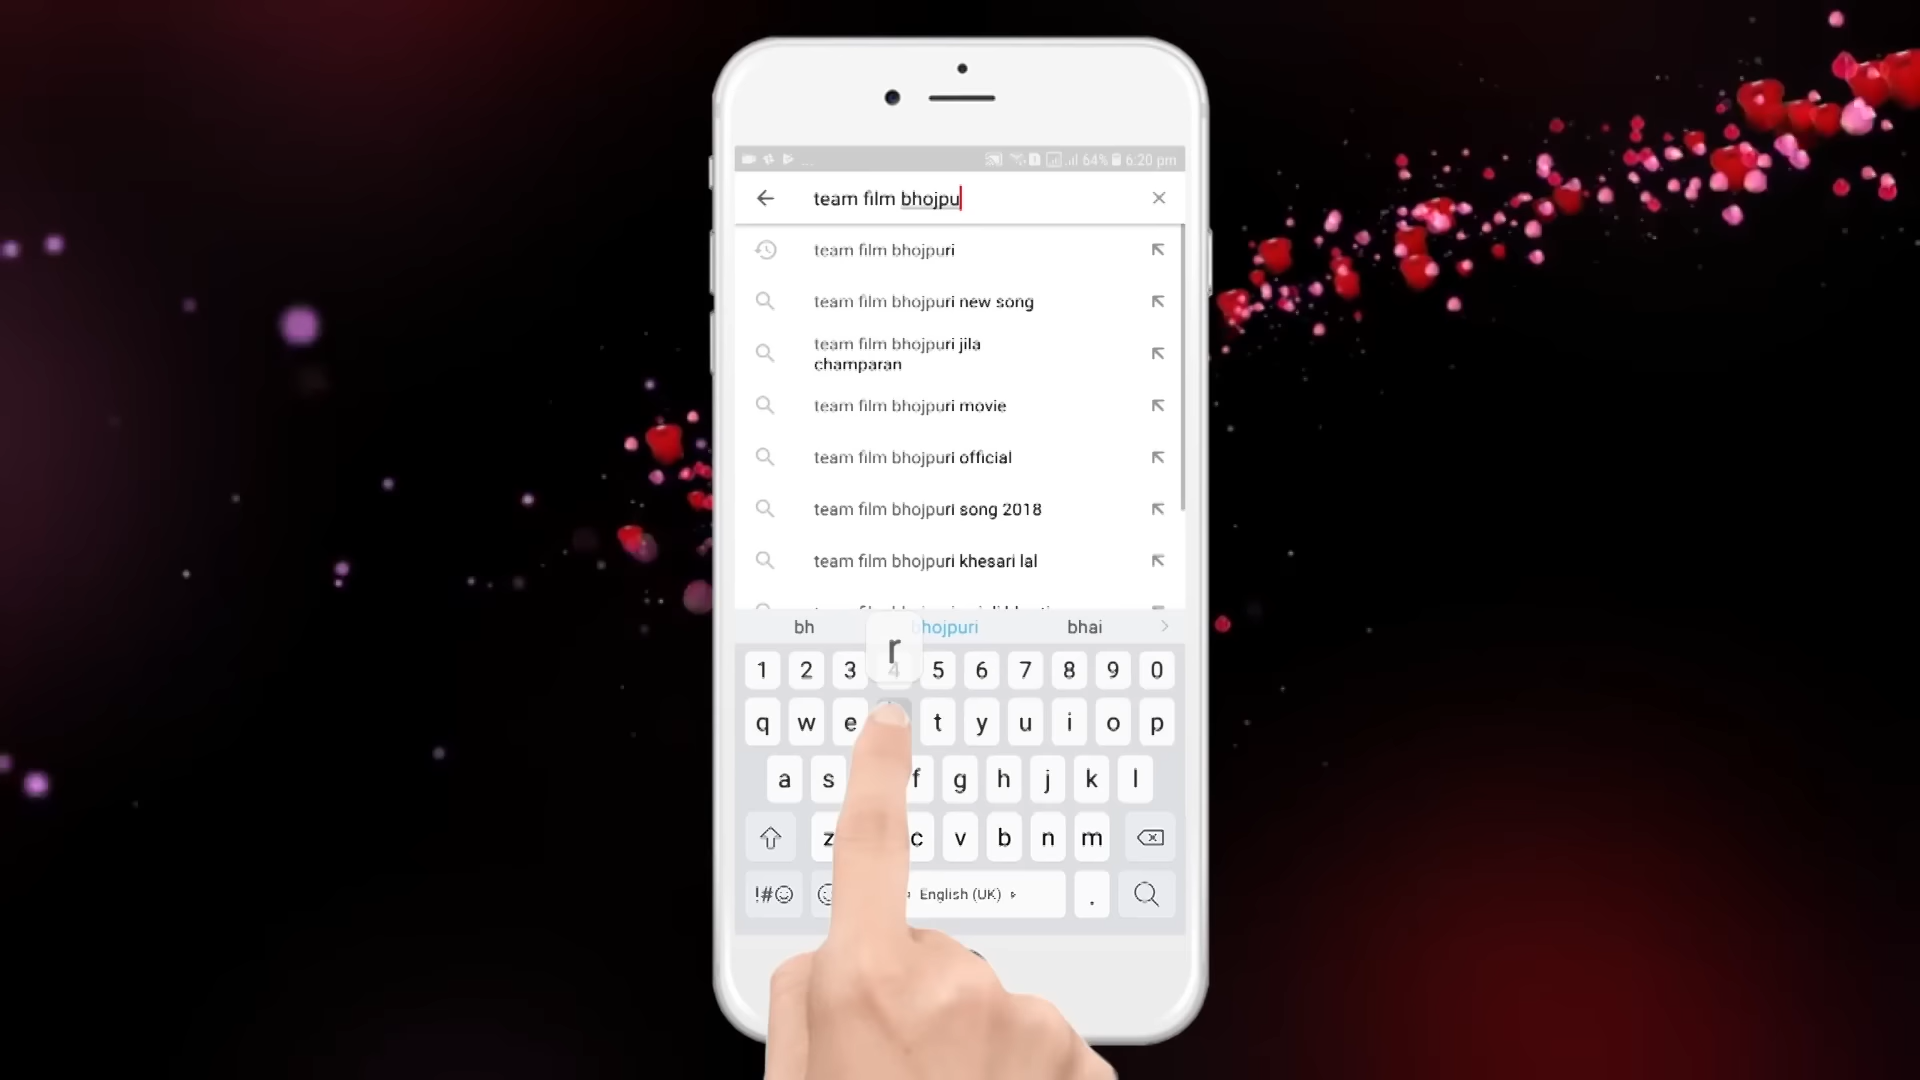 ... 64% 6:20 pm
team film bhojpu
team film bhojpuri
team film bhojpuri new song
team film bhojpuri jila
champaran
team film bhojpuri movie
team film bhojpuri official
team film bhojpuri song 2018
team film bhojpuri khesari lal
bh bhojpuri bhai
r
1 2 3 4 5 6 7 8 9 0
q w e t y u i o p
a s f g h j k l
z c v b n m
!#☺ English (UK) .